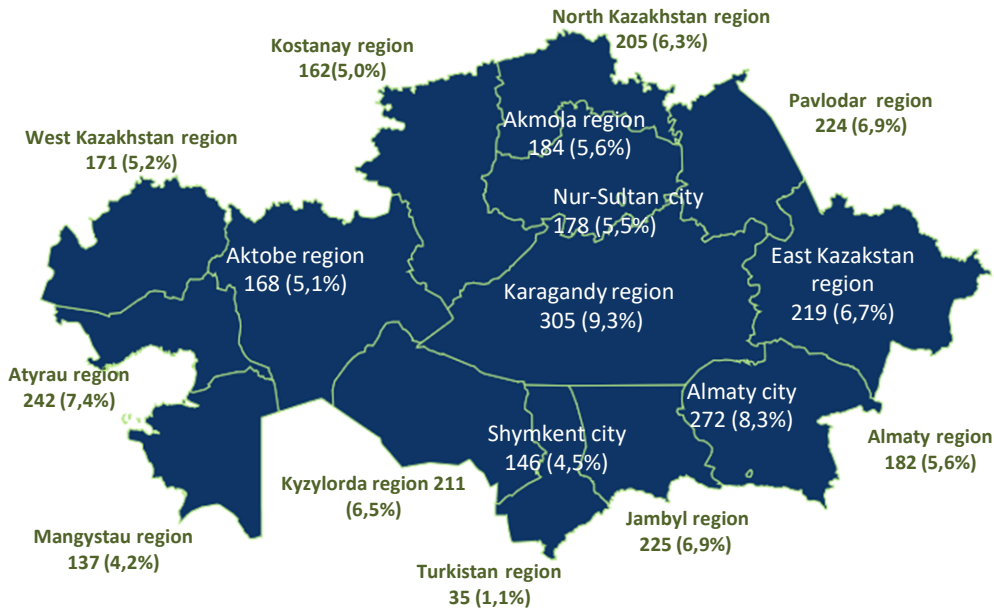 North Kazakhstan region
205 (6,3%)
Kostanay region
162(5,0%)
Pavlodar region
224 (6,9%)
Akmola region
184 (5,6%)
West Kazakhstan region
171 (5,2%)
Nur-Sultan city
178 (5,5%)
Aktobe region
168 (5,1%)
East Kazakstan
region
219 (6,7%)
Karagandy region
305 (9,3%)
Atyrau region
242 (7,4%)
Almaty city
272 (8,3%)
Shymkent city
146 (4,5%)
Almaty region
182 (5,6%)
Kyzylorda region 211
(6,5%)
Jambyl region
225 (6,9%)
Mangystau region
137 (4,2%)
Turkistan region
35 (1,1%)